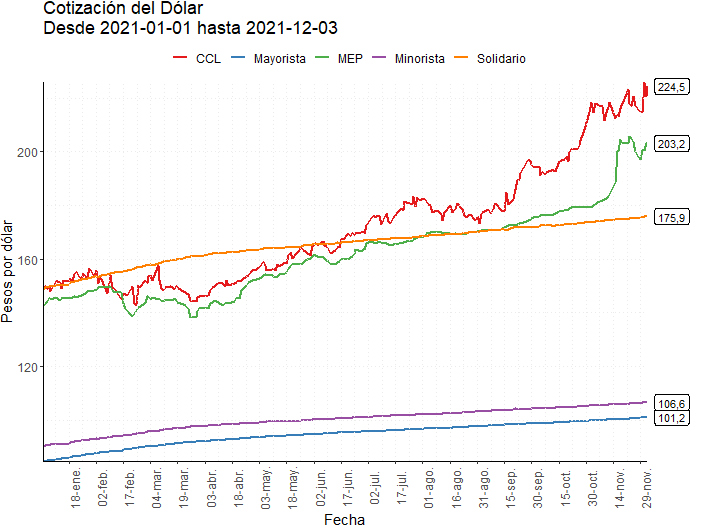 Cotización del Dólar
Desde 2021-01-01 hasta 2021-12-03
CCL Mayorista MEP Minorista Solidario
Pesos por dólar
200
160
120
224,5
203,2
175,9
106,6
101,2
18-ene. 02-feb. 17-feb. 04-mar. 19-mar. 03-abr. 18-abr. 03-may. 18-may. 02-jun. 17-jun. 02-jul. 17-jul. 01-ago. 16-ago. 31-ago. 15-sep. 30-sep. 15-oct. 30-oct. 14-nov. 29-nov.
Fecha